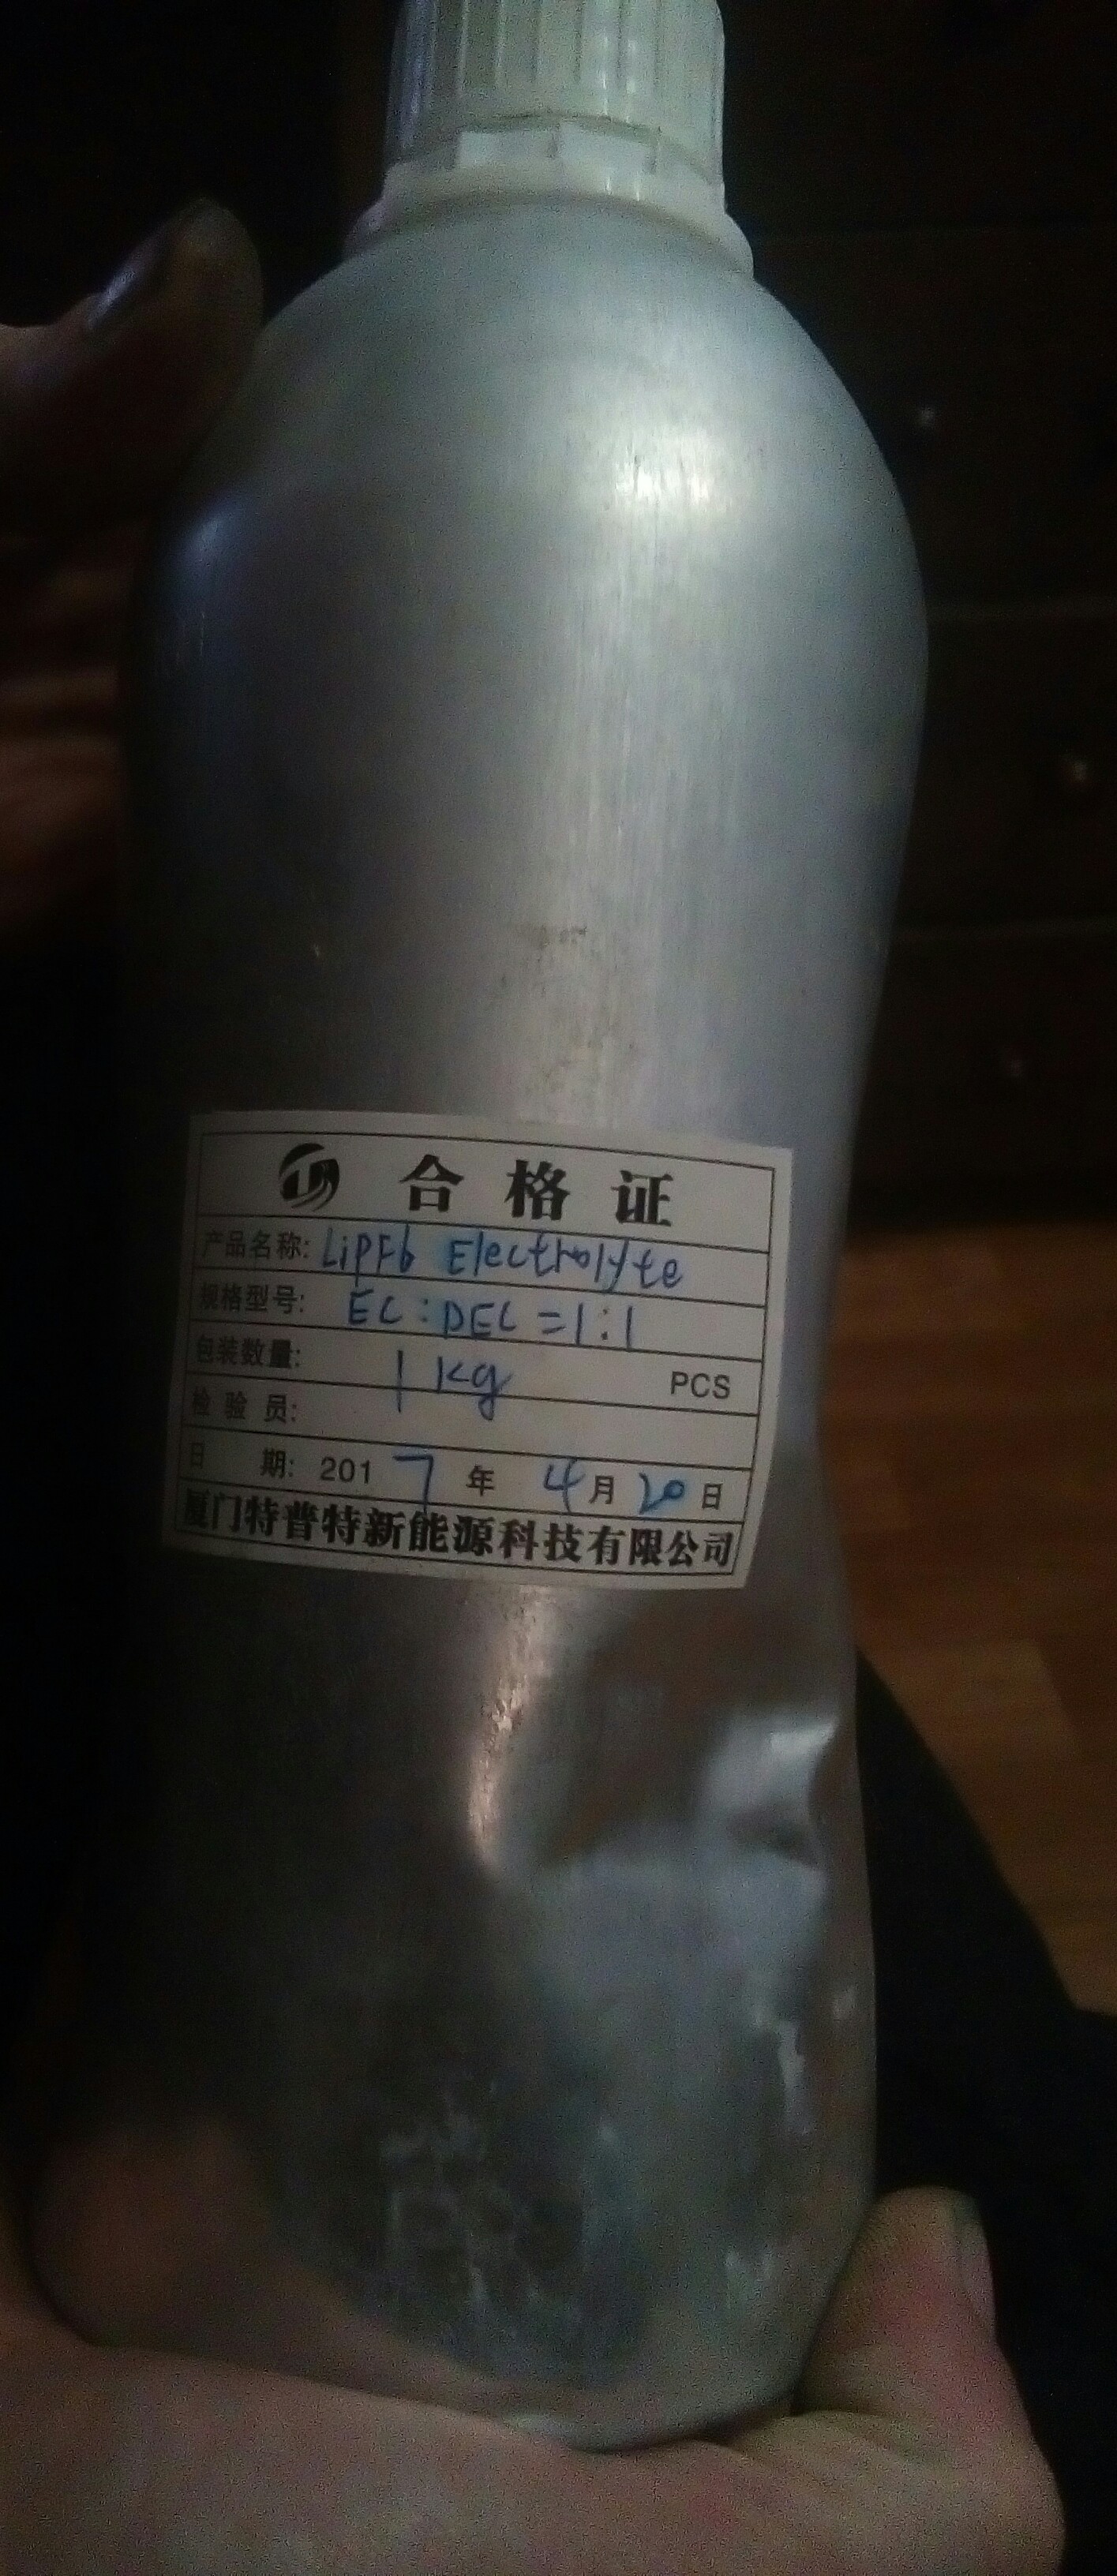 合格证
产品名称: LiPF6 Electrolyte
规格型号: EC:DEC=1:1
包装数量: 1 kg PCS
检验员:
日期: 2017年4月20日
厦门特普特新能源科技有限公司